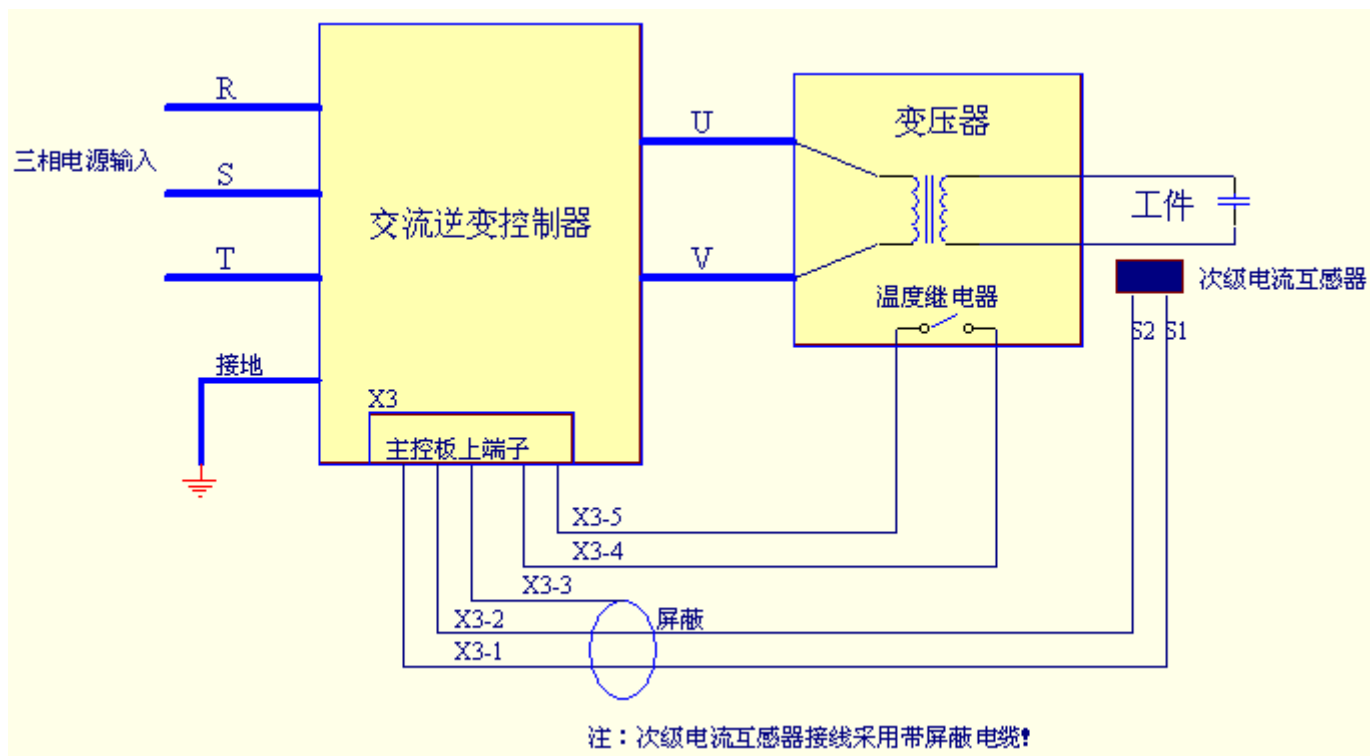 R
三相电源输入
S
T
接地
交流逆变控制器
X3
主控板上端子
U
V
变压器
温度继电器
工件
次级电流互感器
S2 S1
X3-5
X3-4
X3-3
X3-2
屏蔽
X3-1
注：次级电流互感器接线采用带屏蔽电缆！